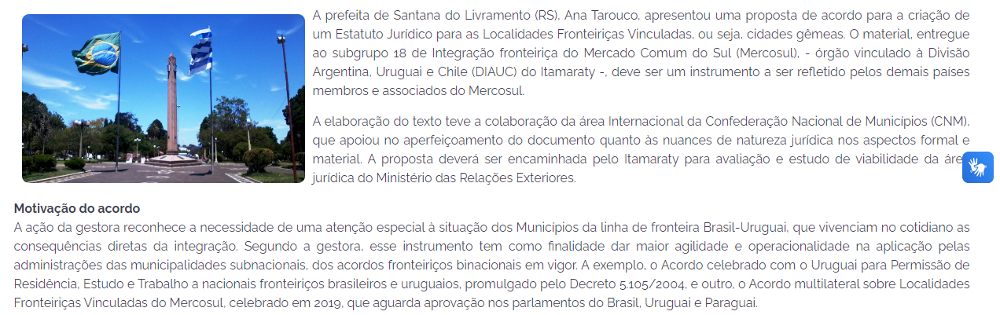 A prefeita de Santana do Livramento (RS), Ana Tarouco, apresentou uma proposta de acordo para a criação de
um Estatuto Jurídico para as Localidades Fronteiriças Vinculadas, ou seja, cidades gêmeas. O material, entregue
ao subgrupo 18 de Integração fronteiriça do Mercado Comum do Sul (Mercosul), - órgão vinculado à Divisão
Argentina, Uruguai e Chile (DIAUC) do Itamaraty -, deve ser um instrumento a ser refletido pelos demais países
membros e associados do Mercosul.
A elaboração do texto teve a colaboração da área Internacional da Confederação Nacional de Municípios (CNM),
que apoiou no aperfeiçoamento do documento quanto às nuances de natureza jurídica nos aspectos formal e
material. A proposta deverá ser encaminhada pelo Itamaraty para avaliação e estudo de viabilidade da
jurídica do Ministério das Relações Exteriores.
Motivação do acordo
A ação da gestora reconhece a necessidade de uma atenção especial à situação dos Municípios da linha de fronteira Brasil-Uruguai, que vivenciam no cotidiano as
consequências diretas da integração. Segundo a gestora, esse instrumento tem como finalidade dar maior agilidade e operacionalidade na aplicação pelas
administrações das municipalidades subnacionais, dos acordos fronteiriços binacionais em vigor. A exemplo, o Acordo celebrado com o Uruguai para Permissão de
Residência, Estudo e Trabalho a nacionais fronteiriços brasileiros e uruguaios, promulgado pelo Decreto 5.105/2004, e outro, o Acordo multilateral sobre Localidades
Fronteiriças Vinculadas do Mercosul, celebrado em 2019, que aguarda aprovação nos parlamentos do Brasil, Uruguai e Paraguai.